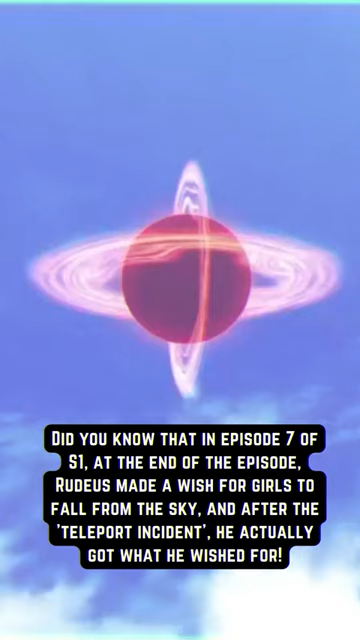 Did you know that in episode 7 of
S1, at the end of the episode,
Rudeus made a wish for girls to
fall from the sky, and after the
'teleport incident', he actually
got what he wished for!